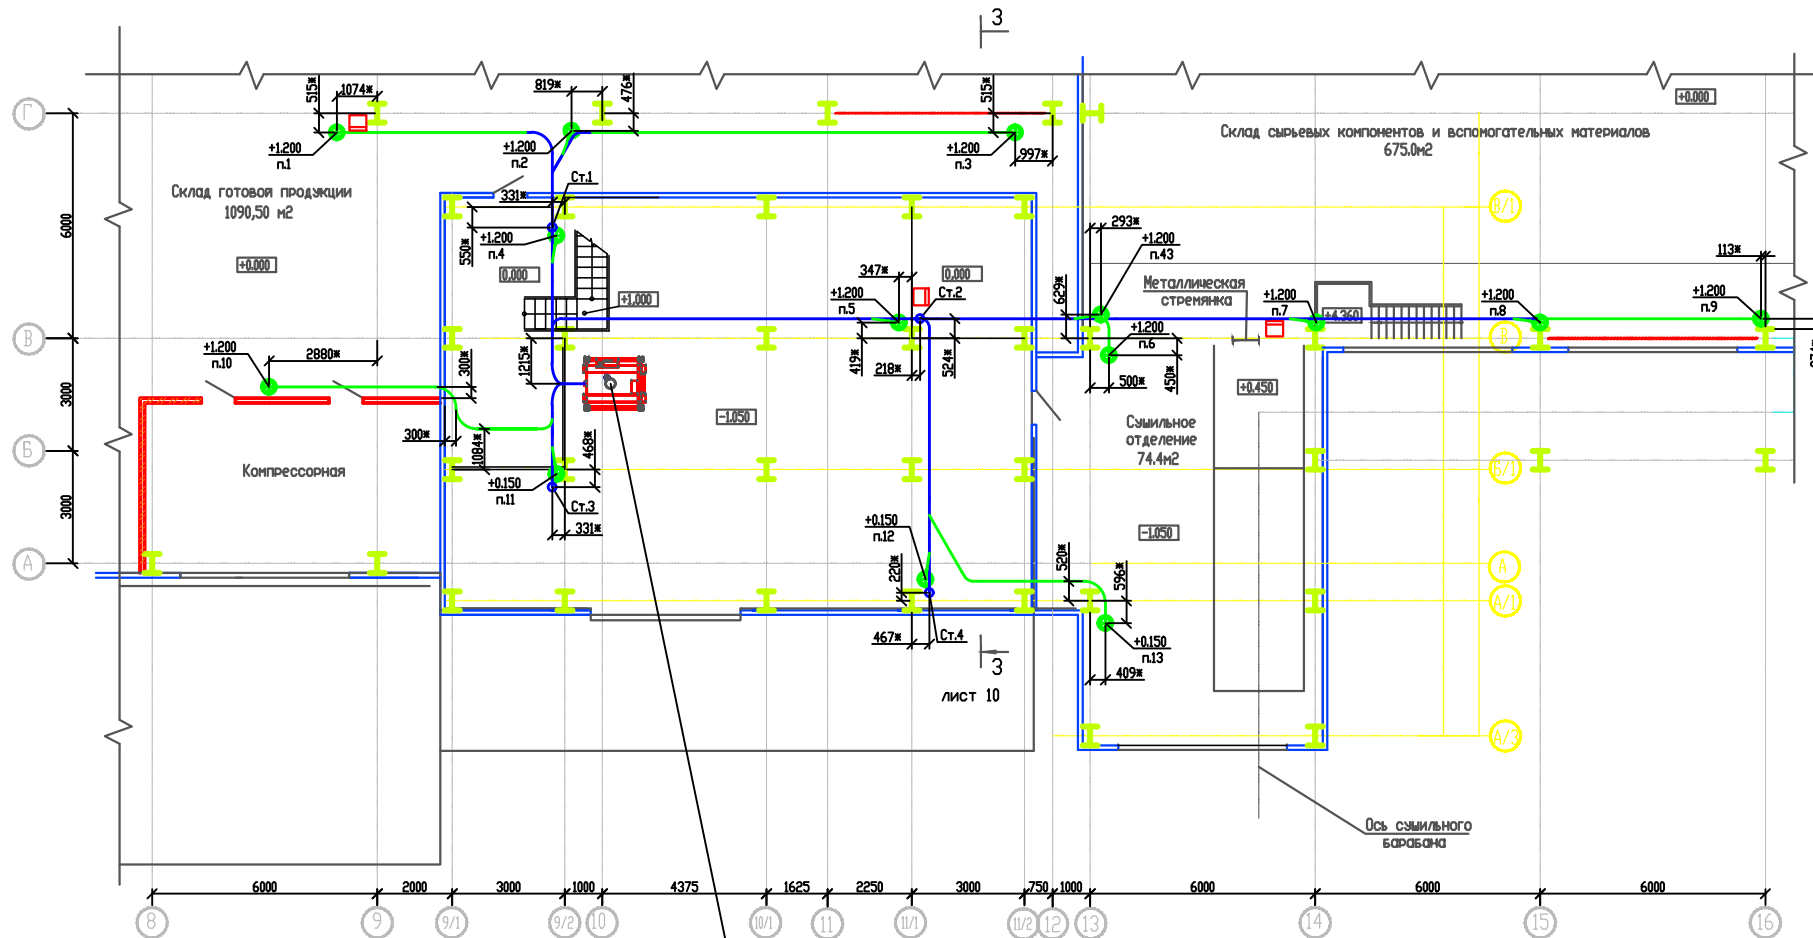 3
+0.000
515*
1074*
819*
476*
515*
Г
+1.200
п.1
+1.200
п.2
+1.200
п.3
997*
Склад сырьевых компонентов и вспомогательных материалов
675.0м2
Склад готовой продукции
1090,50 м2
Ст.1
331*
6000
550*
+1.200
п.4
293*
+1.200
п.43
В/1
+0.000
0.000
347*
0.000
113*
+1.000
+1.200
п.5
Ст.2
629*
Металлическая
стремянка
+1.200
п.7
+4.360
+1.200
п.8
+1.200
п.9
В
+1.200
п.10
2880*
300*
1215*
419*
524*
218*
+1.200
п.6
450*
В
500*
+0.450
3000
300*
1084*
468*
-1.050
Сушильное
отделение
74.4м2
Б
Компрессорная
Б/1
+0.150
п.11
Ст.3
331*
3000
+0.150
п.12
-1.050
А
220*
520*
596*
А
А/1
467*
Ст.4
+0.150
п.13
409*
3
лист 10
А/3
Ось сушильного
барабана
6000
2000
3000
1000
4375
1625
2250
3000
750
1000
6000
6000
6000
8
9
9/1
9/2
10
10/1
11
11/1
11/2
12
13
14
15
16